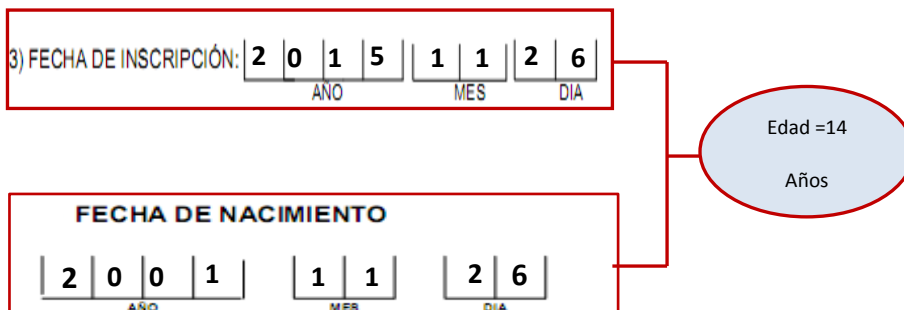 3) FECHA DE INSCRIPCIÓN: 2 0 1 5 1 1 2 6
AÑO MES DIA
Edad =14
Años
FECHA DE NACIMIENTO
2 0 0 1 1 1 2 6
AÑO MES DIA